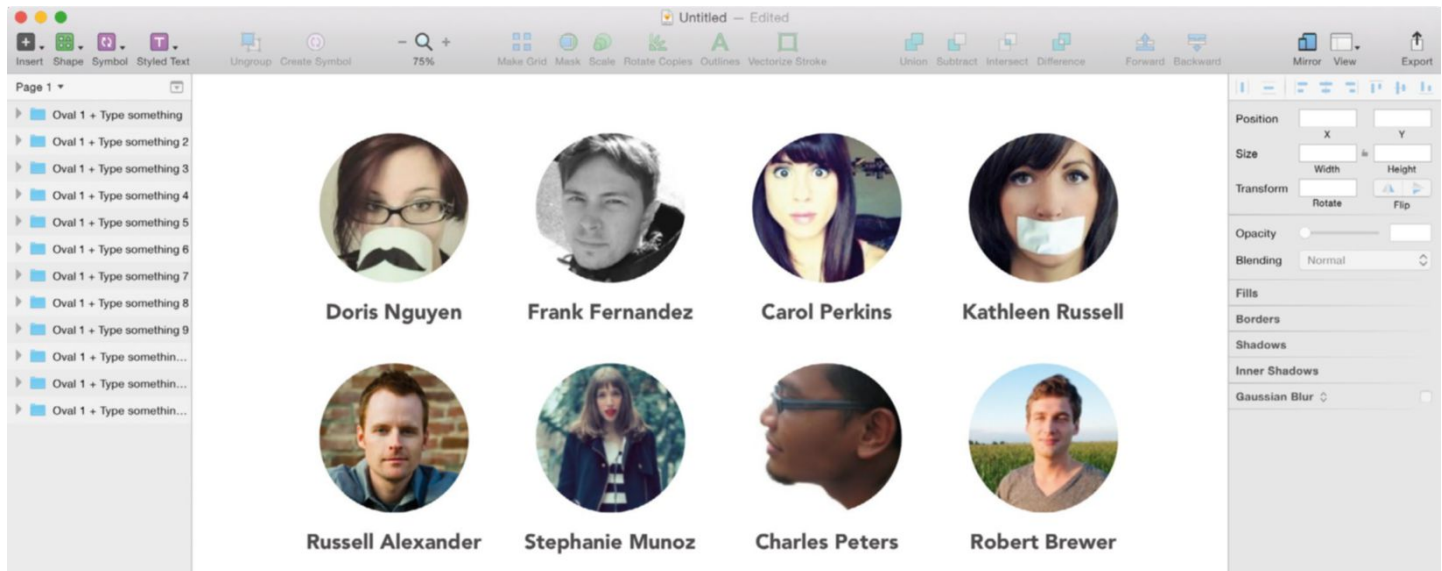 Untitled — Edited
Insert Shape Symbol Styled Text Ungroup Create Symbol 75% Make Grid Mask Scale Rotate Copies Outlines Vectorize Stroke Union Subtract Intersect Difference Forward Backward Mirror View Export
Page 1
Oval 1 + Type something
Oval 1 + Type something 2
Oval 1 + Type something 3
Oval 1 + Type something 4
Oval 1 + Type something 5
Oval 1 + Type something 6
Oval 1 + Type something 7
Oval 1 + Type something 8
Oval 1 + Type something 9
Oval 1 + Type somethin...
Oval 1 + Type somethin...
Oval 1 + Type somethin...
Doris Nguyen Frank Fernandez Carol Perkins Kathleen Russell
Russell Alexander Stephanie Munoz Charles Peters Robert Brewer
Position
X Y
Size
Width Height
Transform
Rotate Flip
Opacity
Blending Normal
Fills
Borders
Shadows
Inner Shadows
Gaussian Blur